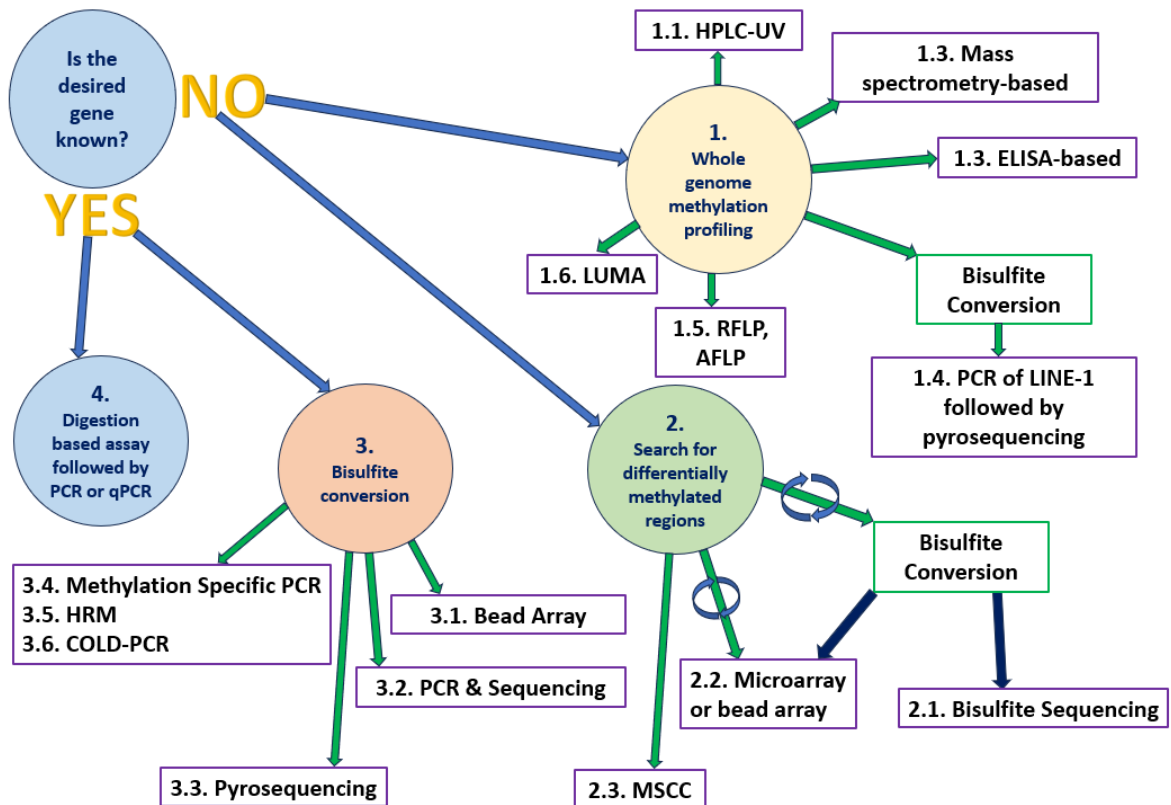 Is the
desired
gene
known?
NO
YES
1.1. HPLC-UV
1.3. Mass
spectrometry-based
1.
Whole
genome
methylation
profiling
1.3. ELISA-based
1.6. LUMA
1.5. RFLP,
AFLP
Bisulfite
Conversion
1.4. PCR of LINE-1
followed by
pyrosequencing
4.
Digestion
based assay
followed by
PCR or qPCR
3.
Bisulfite
conversion
2.
Search for
differentially
methylated
regions
Bisulfite
Conversion
3.4. Methylation Specific PCR
3.5. HRM
3.6. COLD-PCR
3.1. Bead Array
3.2. PCR & Sequencing
3.3. Pyrosequencing
2.2. Microarray
or bead array
2.1. Bisulfite Sequencing
2.3. MSCC